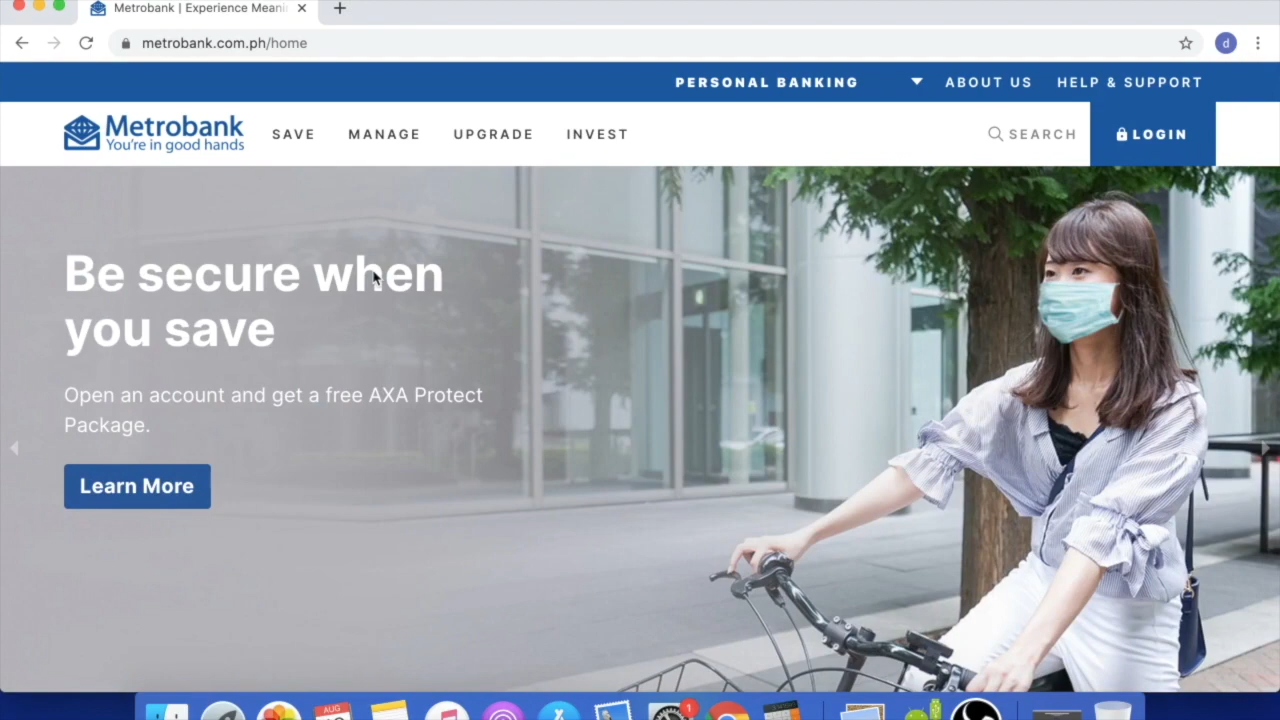 Metrobank | Experience Meani
metrobank.com.ph/home
d
PERSONAL BANKING
ABOUT US
HELP & SUPPORT
Metrobank
You're in good hands
SAVE
MANAGE
UPGRADE
INVEST
SEARCH
LOGIN
Be secure when
you save
Open an account and get a free AXA Protect
Package.
Learn More
AUG
1